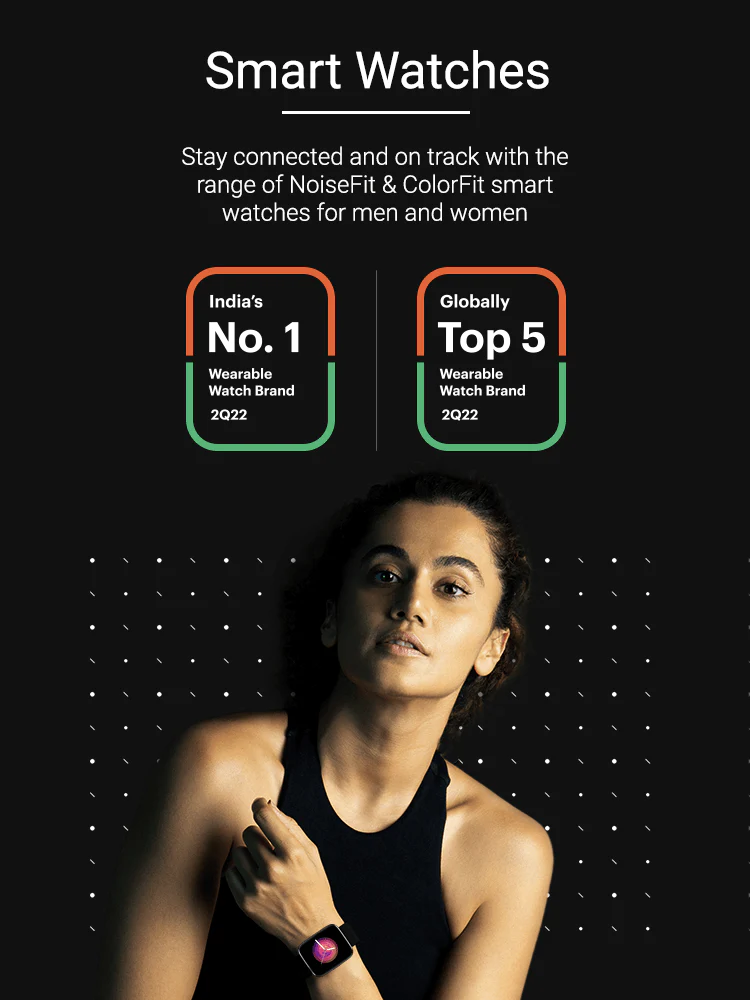 Smart Watches
Stay connected and on track with the
range of NoiseFit & ColorFit smart
watches for men and women
India's
No. 1
Wearable
Watch Brand
2Q22
Globally
Top 5
Wearable
Watch Brand
2Q22